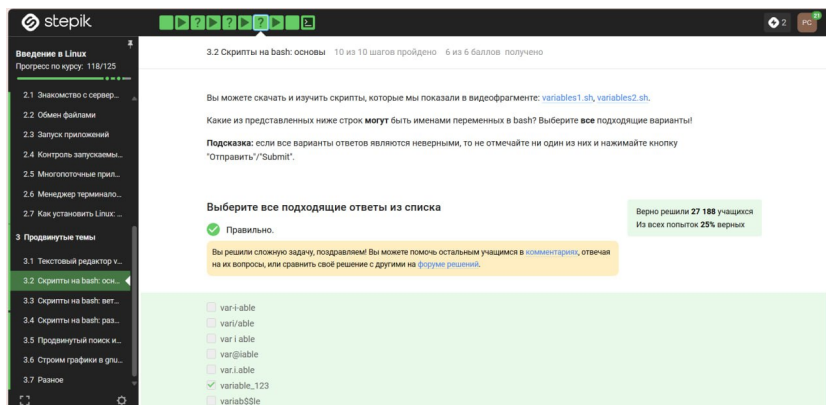 stepik
2
PC
21
Введение в Linux
Прогресс по курсу: 118/125
2.1 Знакомство с сервер...
2.2 Обмен файлами
2.3 Запуск приложений
2.4 Контроль запускаемы...
2.5 Многопоточные прил...
2.6 Менеджер терминало...
2.7 Как установить Linux: ...
3 Продвинутые темы
3.1 Текстовый редактор v...
3.2 Скрипты на bash: осн...
3.3 Скрипты на bash: вет...
3.4 Скрипты на bash: раз...
3.5 Продвинутый поиск и...
3.6 Строим графики в gnu...
3.7 Разное
3.2 Скрипты на bash: основы 10 из 10 шагов пройдено 6 из 6 баллов получено
Вы можете скачать и изучить скрипты, которые мы показали в видеофрагменте: variables1.sh, variables2.sh.
Какие из представленных ниже строк могут быть именами переменных в bash? Выберите все подходящие варианты!
Подсказка: если все варианты ответов являются неверными, то не отмечайте ни один из них и нажимайте кнопку
"Отправить"/"Submit".
Выберите все подходящие ответы из списка
Верно решили 27 188 учащихся
Из всех попыток 25% верных
Правильно.
Вы решили сложную задачу, поздравляем! Вы можете помочь остальным учащимся в комментариях, отвечая
на их вопросы, или сравнить своё решение с другими на форуме решений.
var-i-able
vari/able
var i able
var@iable
var.i.able
variable_123
variab$$le